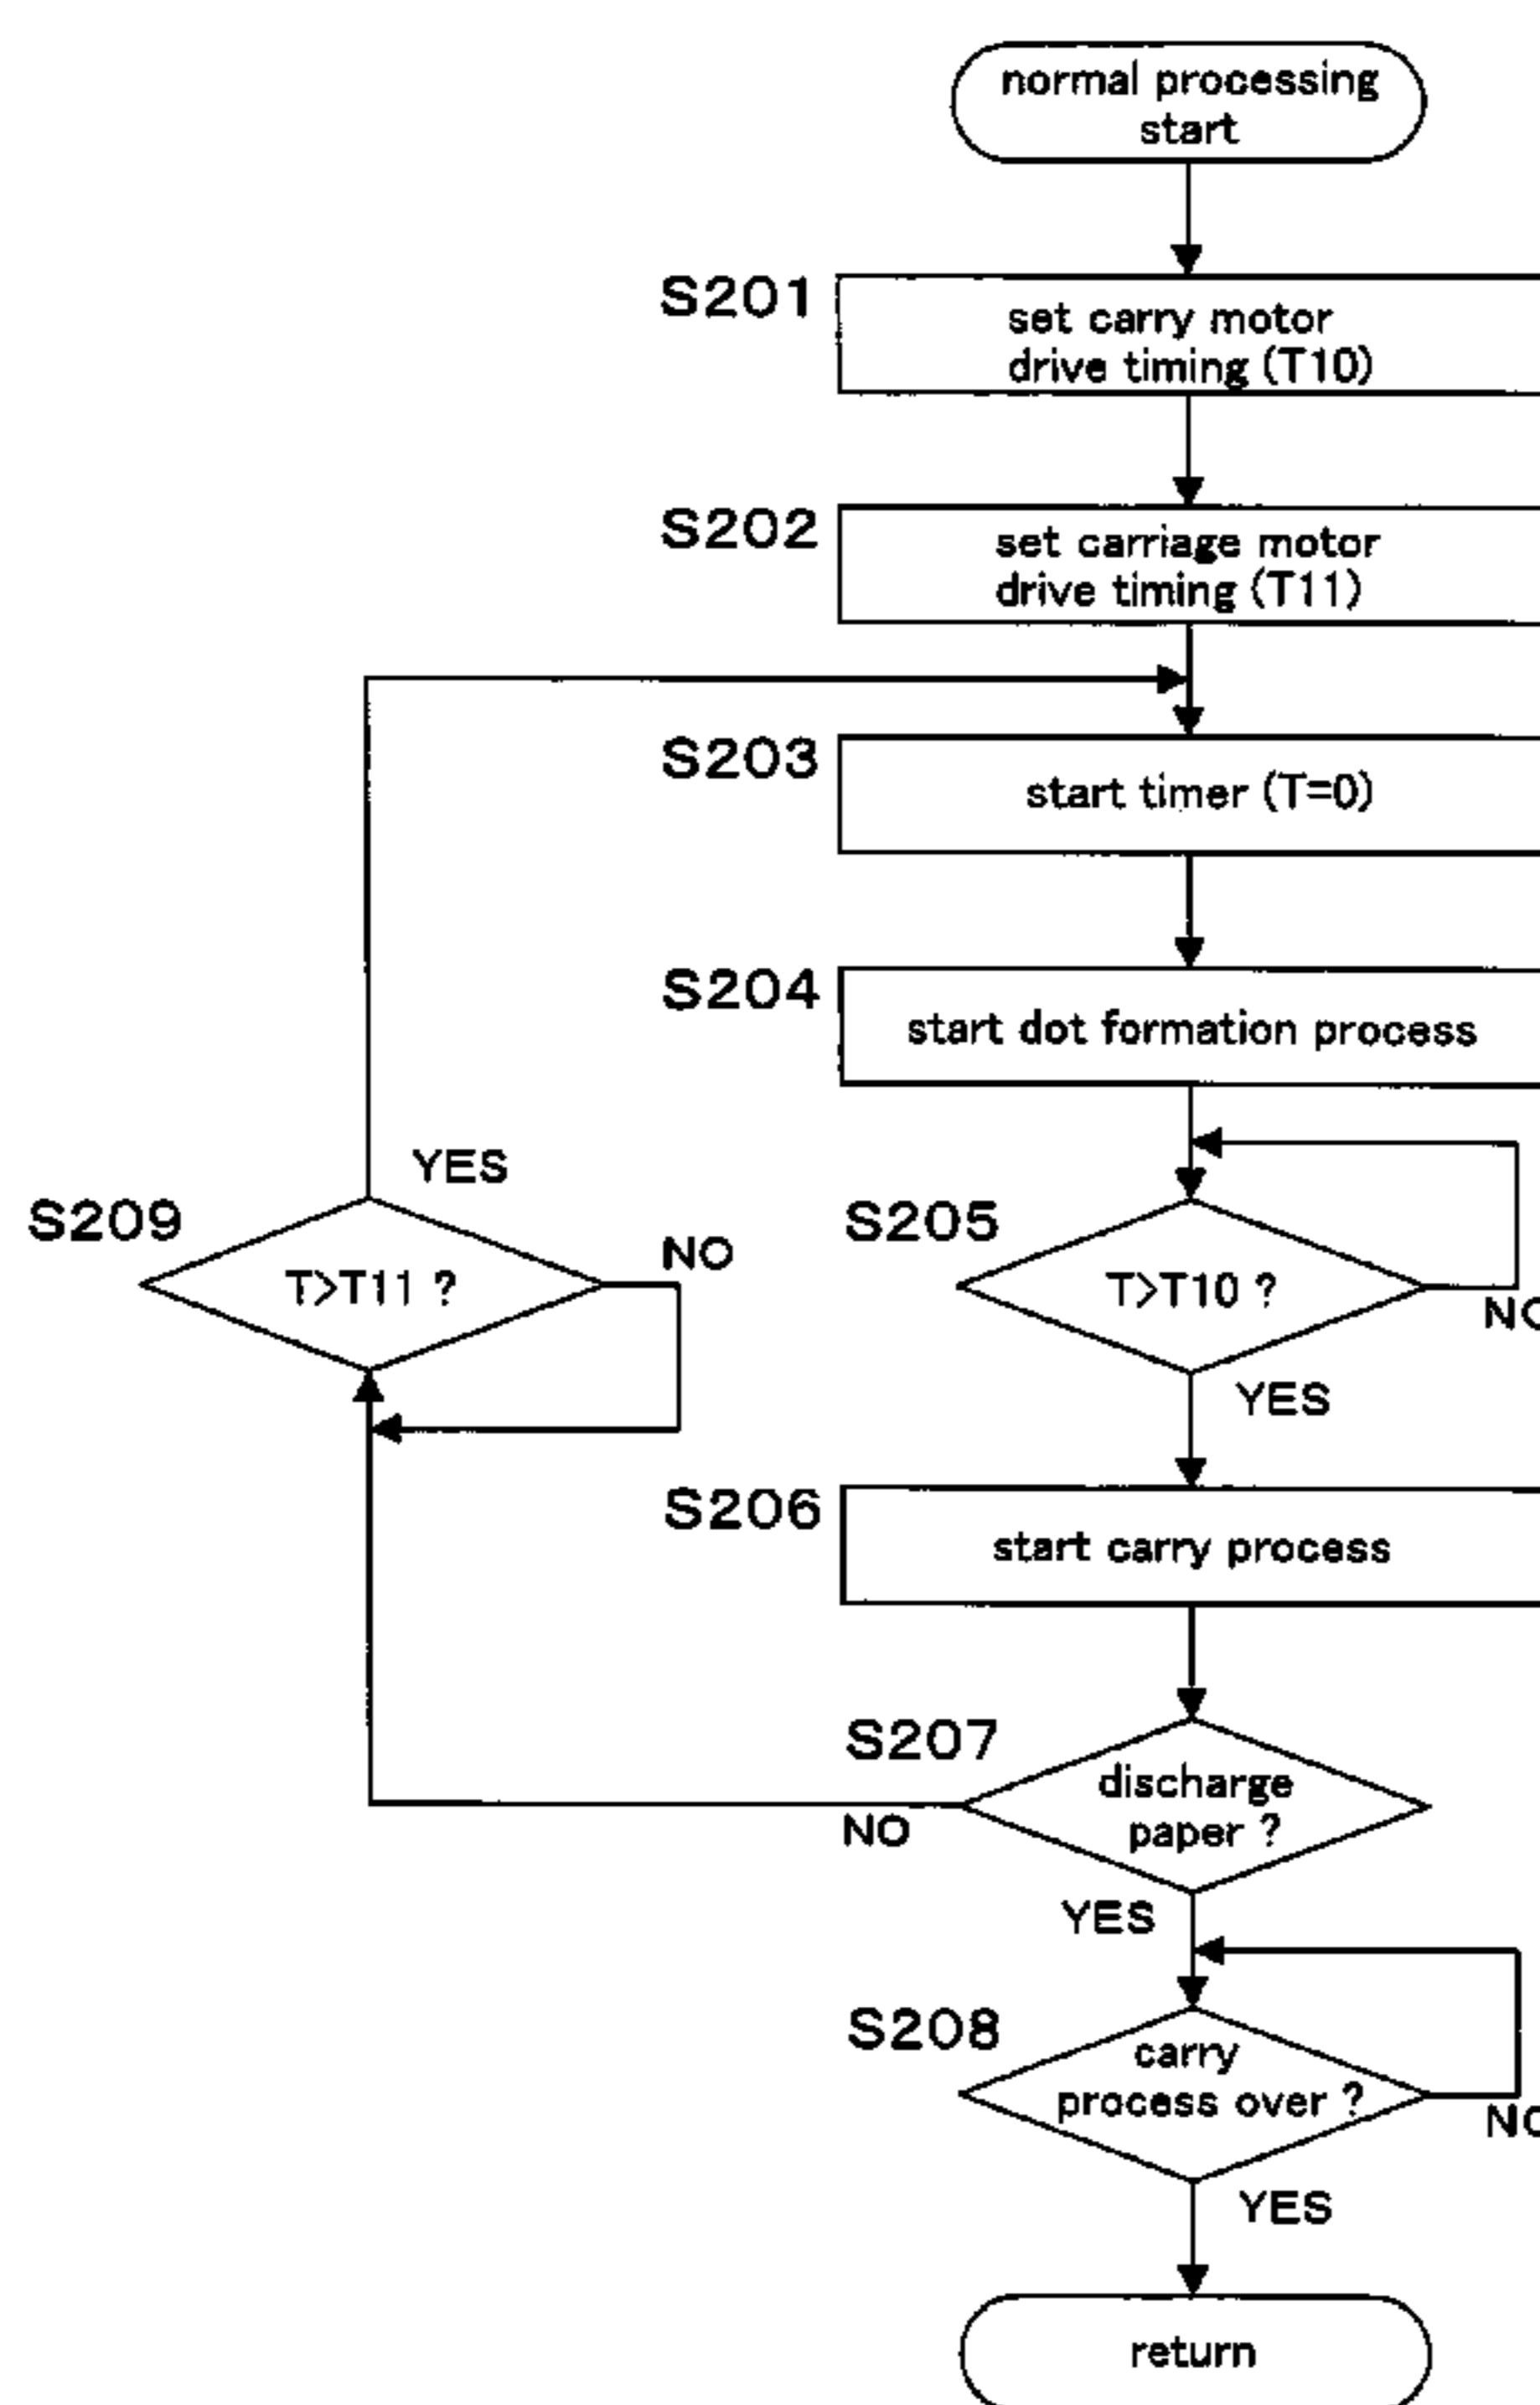 normal processing
start
S201
set carry motor
drive timing (T10)
S202
set carriage motor
drive timing (T11)
S203
start timer (T=0)
S204
start dot formation process
YES
S209
T>T11 ?
NO
S205
T>T10 ?
NO
YES
S206
start carry process
S207
discharge
paper ?
NO
YES
S208
carry
process over ?
NO
YES
return